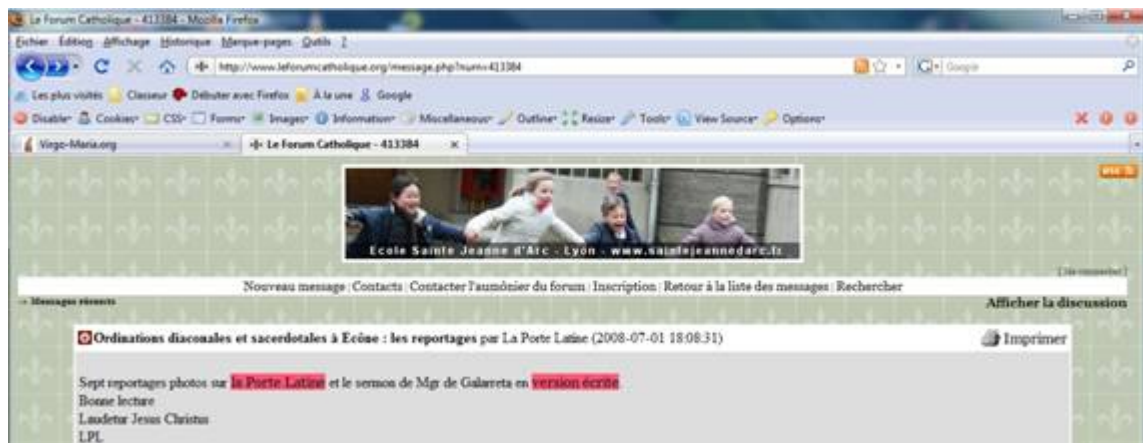 Le Forum Catholique - 413384 - Mozilla Firefox
Fichier Édition Affichage Historique Marque-pages Outils ?
http://www.leforumcatholique.org/message.php?num=413384
Google
Les plus visités Classeur Débuter avec Firefox À la une Google
Disable Cookies CSS Forms Images Information Miscellaneous Outline Resize Tools View Source Options
Virgo-Maria.org Le Forum Catholique - 413384
Ecole Sainte Jeanne d'Arc - Lyon - www.saintejeannedarc.fr
Nouveau message | Contacts | Contacter l'aumônier du forum | Inscription | Retour à la liste des messages | Rechercher
Messages récents Afficher la discussion
Ordinations diaconales et sacerdotales à Ecône : les reportages par La Porte Latine (2008-07-01 18:08:31) Imprimer
Sept reportages photos sur la Porte Latine et le sermon de Mgr de Galarreta en version écrite
Bonne lecture
Laudetur Jesus Christus
LPL